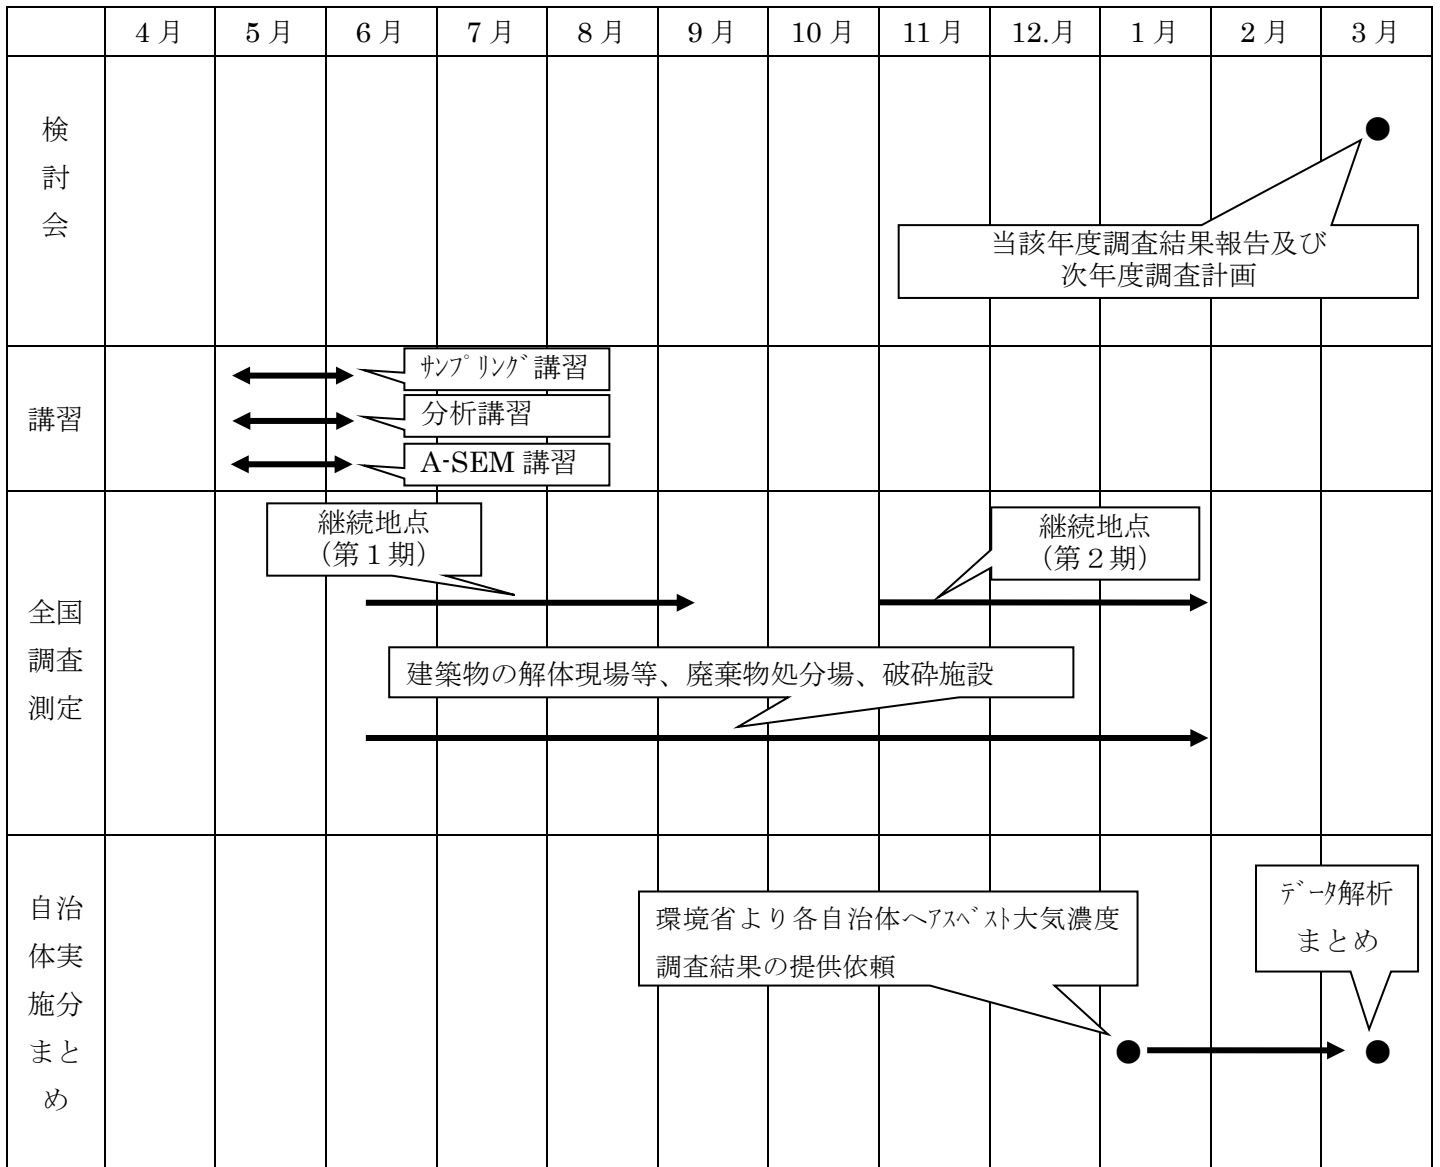 4月 5月 6月 7月 8月 9月 10月 11月 12.月 1月 2月 3月
検
討
会
当該年度調査結果報告及び
次年度調査計画
講習
ｻﾝﾌﾟﾘﾝｸﾞ講習
分析講習
A-SEM 講習
全国
調査
測定
継続地点
（第１期）
継続地点
（第２期）
建築物の解体現場等、廃棄物処分場、破砕施設
自治
体実
施分
まと
め
環境省より各自治体へｱｽﾍﾞｽﾄ大気濃度
調査結果の提供依頼
ﾃﾞｰﾀ解析
まとめ